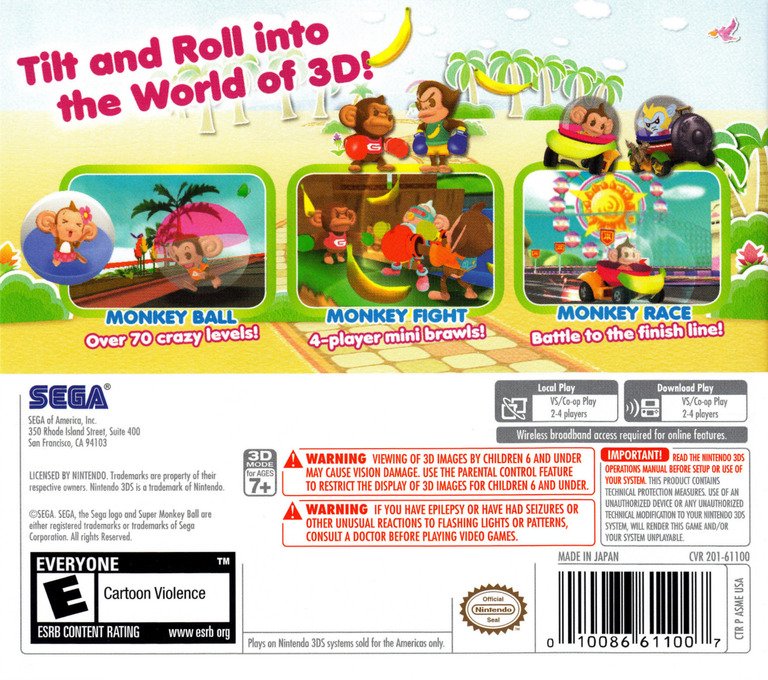 Tilt and Roll into
the World of 3D!
MONKEY BALL
Over 70 crazy levels!
MONKEY FIGHT
4-player mini brawls!
MONKEY RACE
Battle to the finish line!
SEGA®
SEGA of America, Inc.
350 Rhode Island Street, Suite 400
San Francisco, CA 94103
Local Play
VS/Co-op Play
2-4 players
Download Play
VS/Co-op Play
2-4 players
Wireless broadband access required for online features.
LICENSED BY NINTENDO. Trademarks are property of their
respective owners. Nintendo 3DS is a trademark of Nintendo.
©SEGA. SEGA, the Sega logo and Super Monkey Ball are
either registered trademarks or trademarks of Sega
Corporation. All rights Reserved.
3D
MODE
for AGES
7+
WARNING VIEWING OF 3D IMAGES BY CHILDREN 6 AND UNDER
MAY CAUSE VISION DAMAGE. USE THE PARENTAL CONTROL FEATURE
TO RESTRICT THE DISPLAY OF 3D IMAGES FOR CHILDREN 6 AND UNDER.
WARNING IF YOU HAVE EPILEPSY OR HAVE HAD SEIZURES OR
OTHER UNUSUAL REACTIONS TO FLASHING LIGHTS OR PATTERNS,
CONSULT A DOCTOR BEFORE PLAYING VIDEO GAMES.
IMPORTANT! READ THE NINTENDO 3DS
OPERATIONS MANUAL BEFORE SETUP OR USE OF
YOUR SYSTEM. THIS PRODUCT CONTAINS
TECHNICAL PROTECTION MEASURES. USE OF AN
UNAUTHORIZED DEVICE OR ANY UNAUTHORIZED
TECHNICAL MODIFICATION TO YOUR NINTENDO 3DS
SYSTEM, WILL RENDER THIS GAME AND/OR
YOUR SYSTEM UNPLAYABLE.
MADE IN JAPAN
CVR 201-61100
EVERYONE ™
E
Cartoon Violence
ESRB CONTENT RATING www.esrb.org
Plays on Nintendo 3DS systems sold for the Americas only.
Official
Nintendo
Seal
0 10086 61100 7
CTR P ASME USA